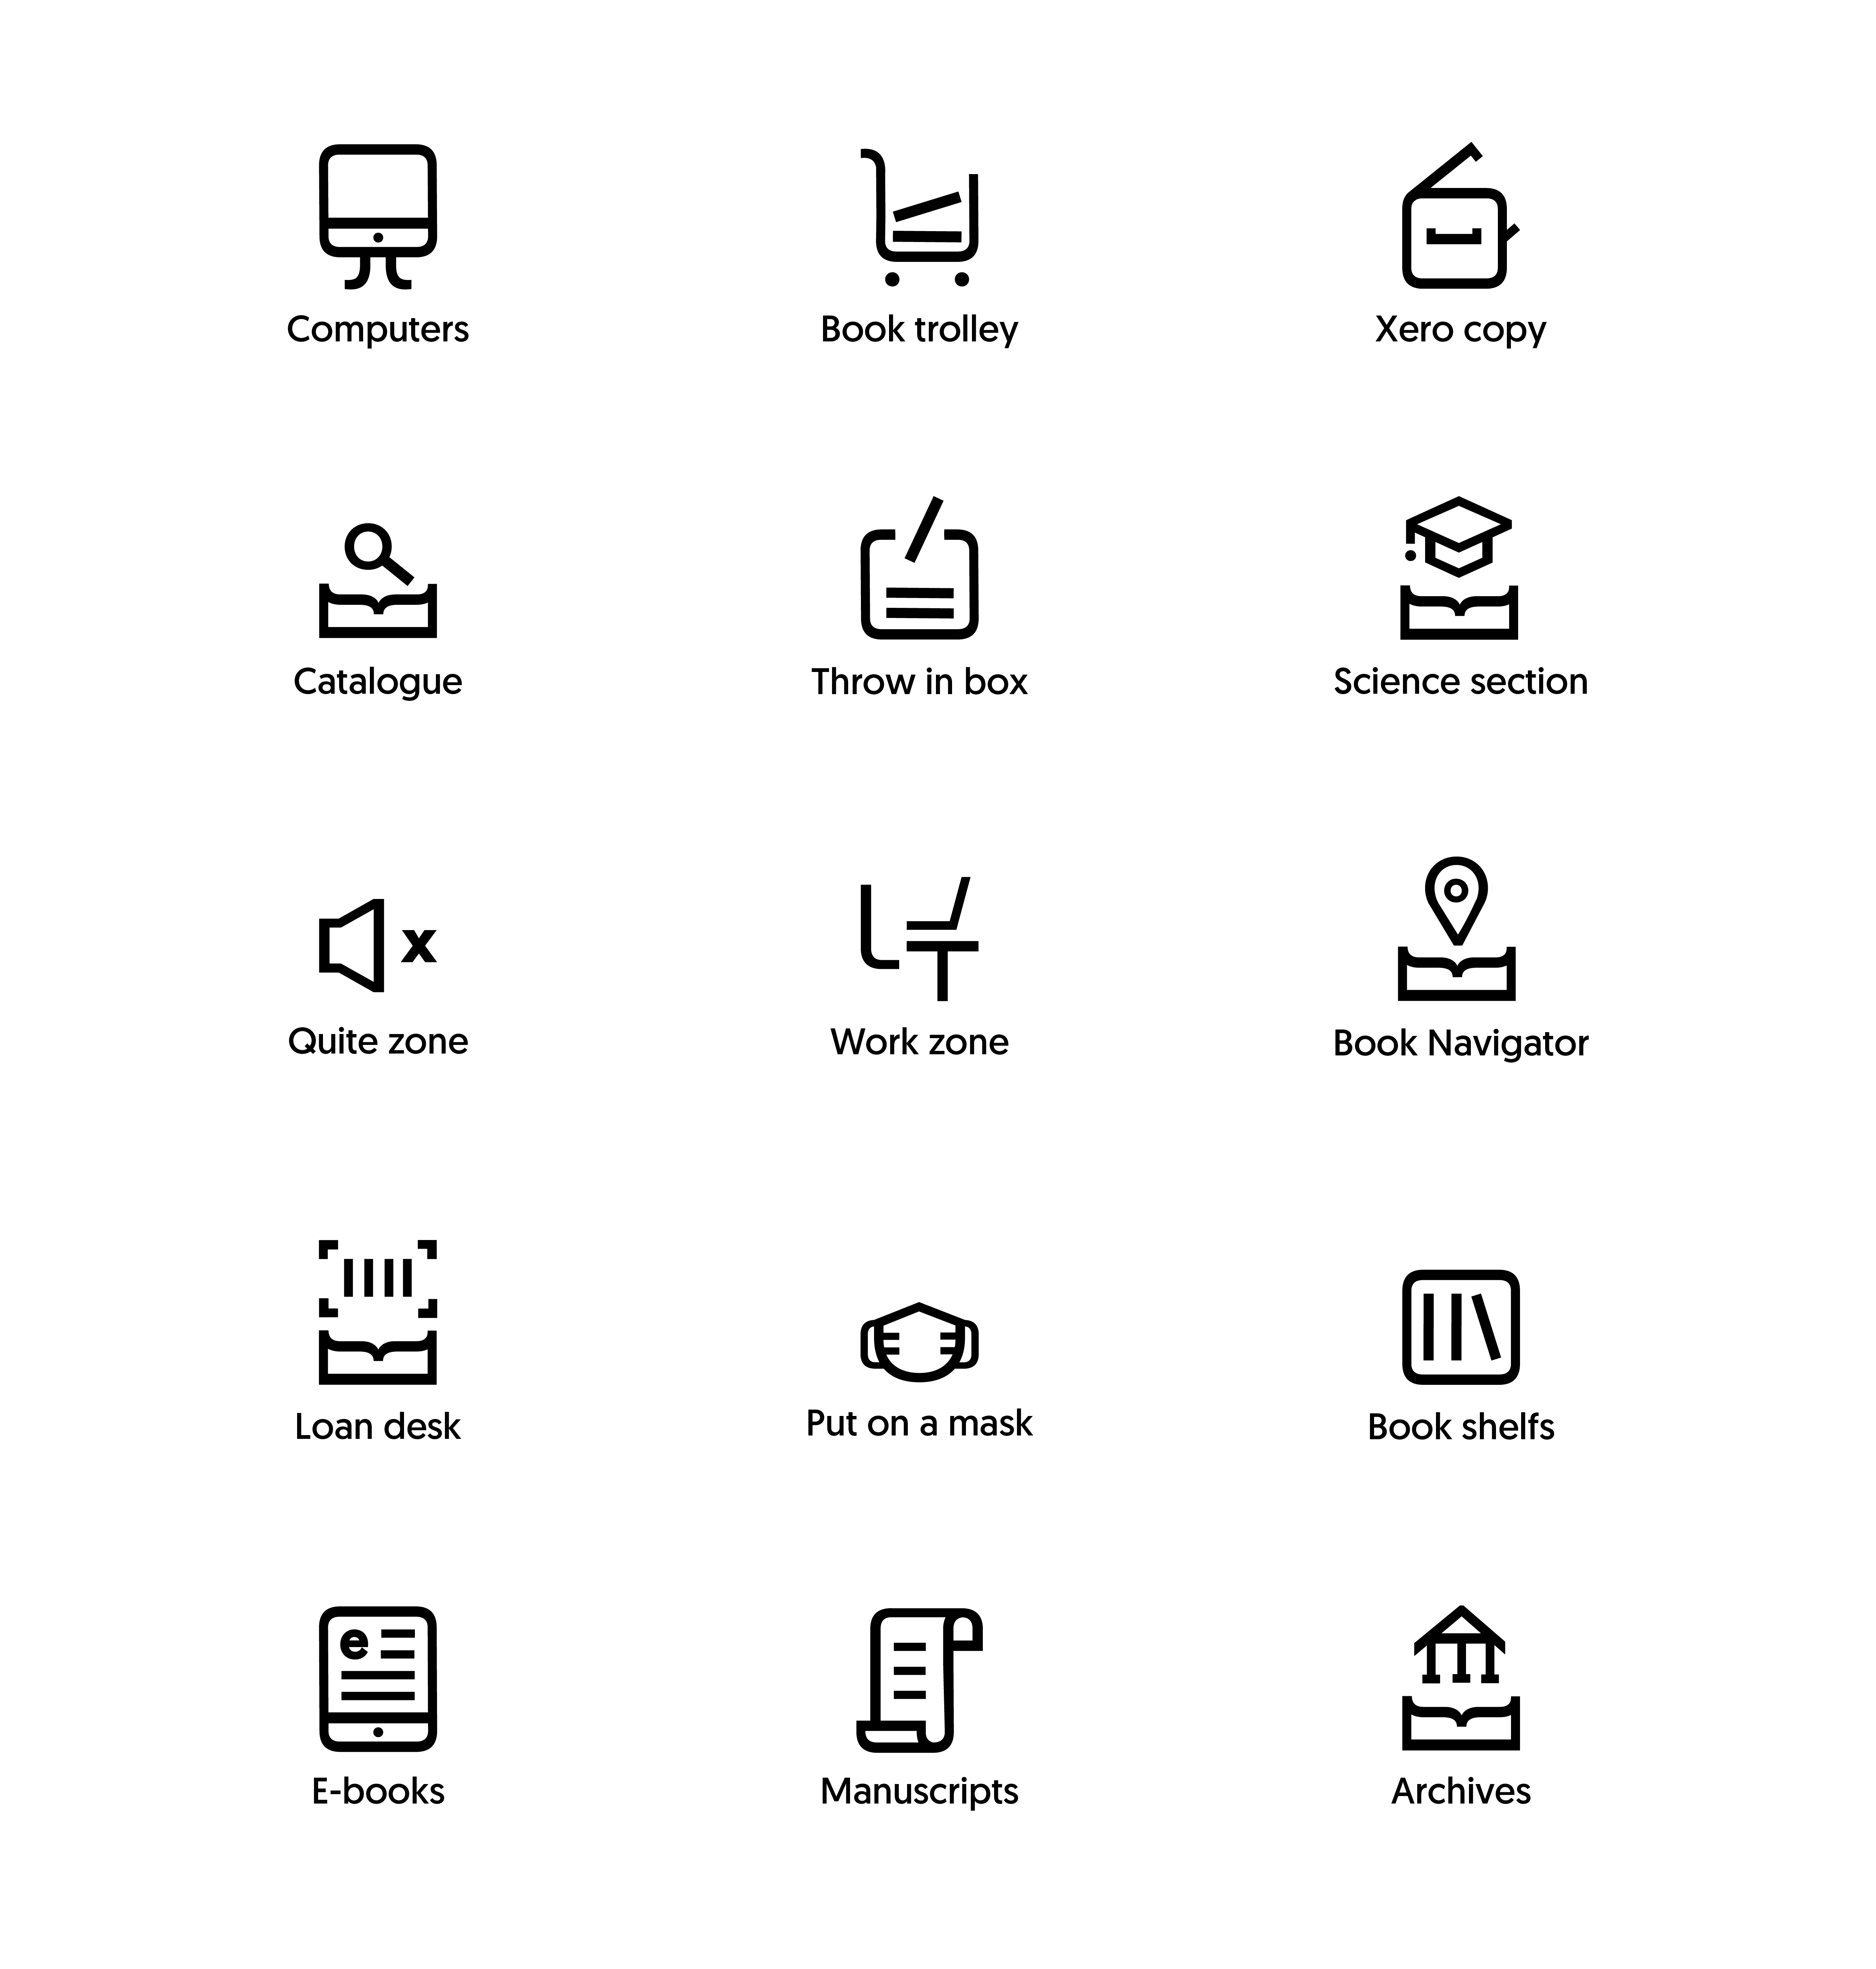 Computers
Book trolley
Xero copy
Catalogue
Throw in box
Science section
x
Quite zone
Work zone
Book Navigator
Loan desk
Put on a mask
Book shelfs
e
E-books
Manuscripts
Archives